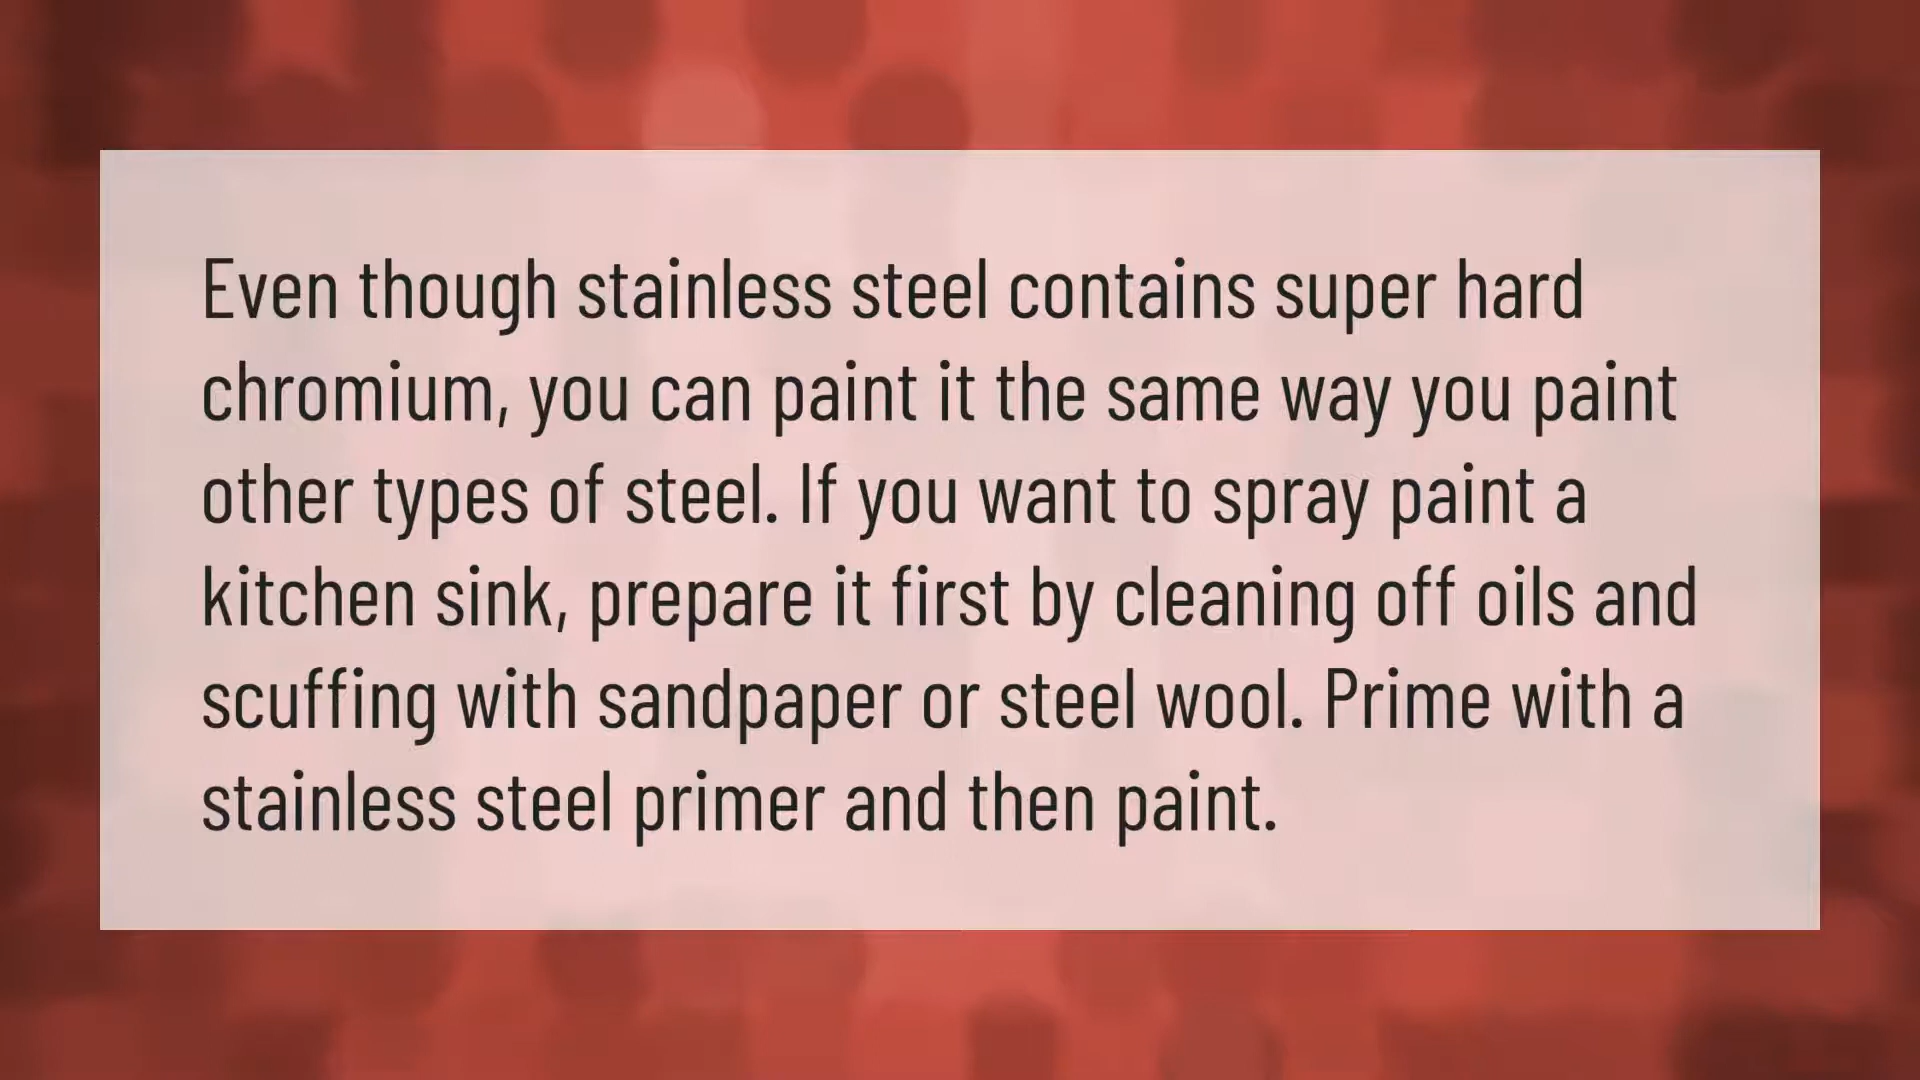 Even though stainless steel contains super hard
chromium, you can paint it the same way you paint
other types of steel. If you want to spray paint a
kitchen sink, prepare it first by cleaning off oils and
scuffing with sandpaper or steel wool. Prime with a
stainless steel primer and then paint.